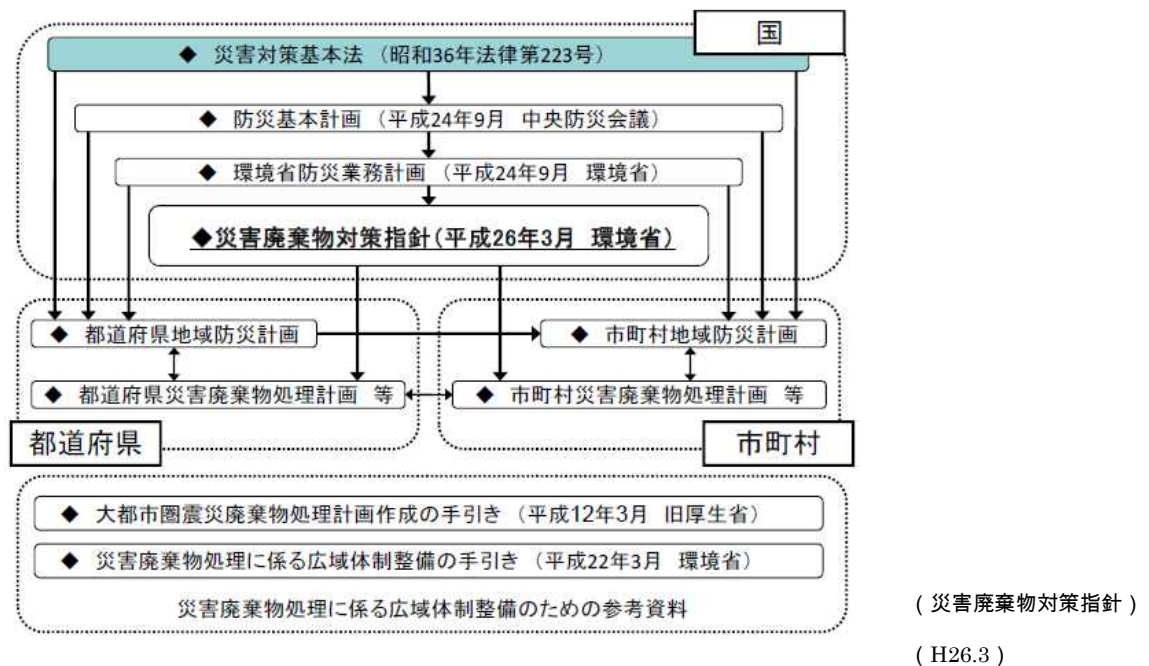 国
◆ 災害対策基本法 （昭和36年法律第223号）
◆ 防災基本計画 （平成24年9月 中央防災会議）
◆ 環境省防災業務計画 （平成24年9月 環境省）
◆災害廃棄物対策指針（平成26年3月 環境省）
◆ 都道府県地域防災計画
◆ 市町村地域防災計画
◆ 都道府県災害廃棄物処理計画 等
◆ 市町村災害廃棄物処理計画 等
都道府県
市町村
◆ 大都市圏震災廃棄物処理計画作成の手引き （平成12年3月 旧厚生省）
◆ 災害廃棄物処理に係る広域体制整備の手引き （平成22年3月 環境省）
災害廃棄物処理に係る広域体制整備のための参考資料
（災害廃棄物対策指針）
（H26.3）